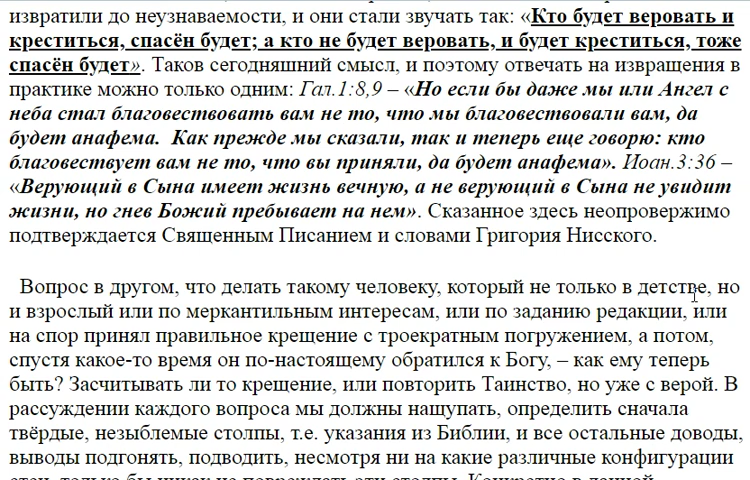 извратили до неузнаваемости, и они стали звучать так: «Кто будет веровать и
креститься, спасён будет; а кто не будет веровать, и будет креститься, тоже
спасён будет». Таков сегодняшний смысл, и поэтому отвечать на извращения в
практике можно только одним: Гал.1:8,9 – «Но если бы даже мы или Ангел с
неба стал благовествовать вам не то, что мы благовествовали вам, да
будет анафема. Как прежде мы сказали, так и теперь еще говорю: кто
благовествует вам не то, что вы приняли, да будет анафема». Иоан.3:36 –
«Верующий в Сына имеет жизнь вечную, а не верующий в Сына не увидит
жизни, но гнев Божий пребывает на нем». Сказанное здесь неопровержимо
подтверждается Священным Писанием и словами Григория Нисского.
Вопрос в другом, что делать такому человеку, который не только в детстве, но
и взрослый или по меркантильным интересам, или по заданию редакции, или
на спор принял правильное крещение с троекратным погружением, а потом,
спустя какое-то время он по-настоящему обратился к Богу, – как ему теперь
быть? Засчитывать ли то крещение, или повторить Таинство, но уже с верой. В
рассуждении каждого вопроса мы должны нащупать, определить сначала
твёрдые, незыблемые столпы, т.е. указания из Библии, и все остальные доводы,
выводы подгонять, подводить, несмотря ни на какие различные конфигурации